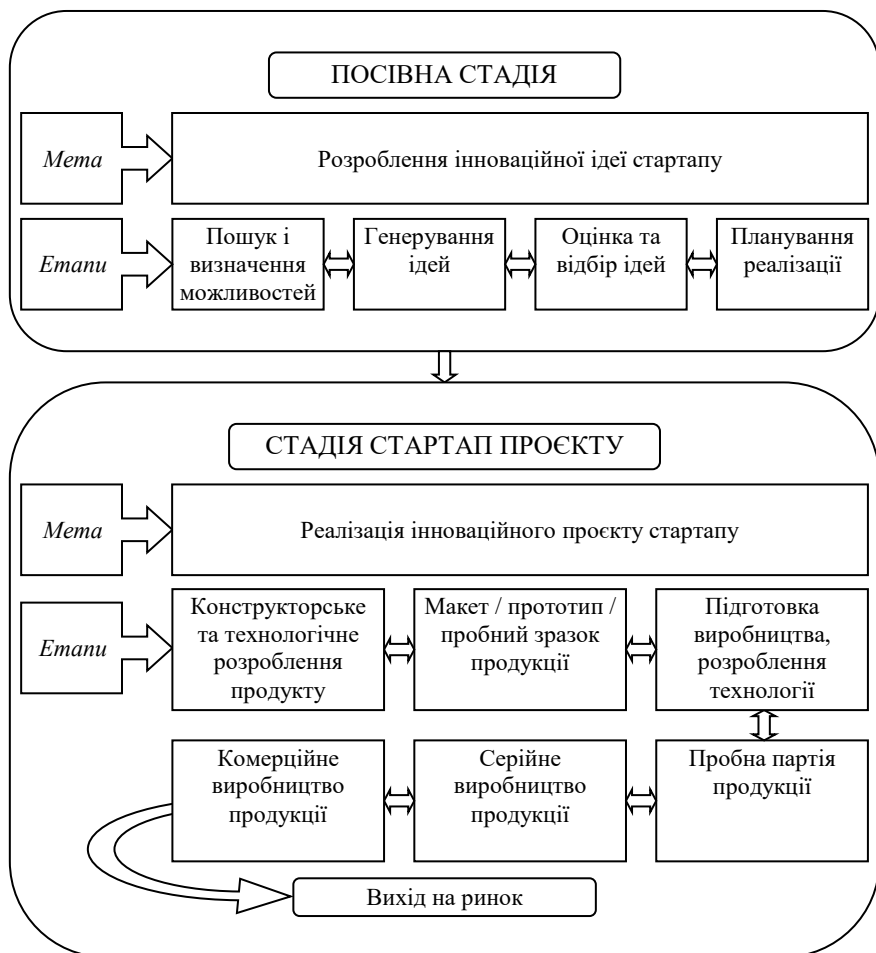 ПОСІВНА СТАДІЯ
Мета
Розроблення інноваційної ідеї стартапу
Етапи
Пошук і
визначення
можливостей
Генерування
ідей
Оцінка та
відбір ідей
Планування
реалізації
СТАДІЯ СТАРТАП ПРОЄКТУ
Мета
Реалізація інноваційного проєкту стартапу
Етапи
Конструкторське
та технологічне
розроблення
продукту
Макет / прототип /
пробний зразок
продукції
Підготовка
виробництва,
розроблення
технології
Комерційне
виробництво
продукції
Серійне
виробництво
продукції
Пробна партія
продукції
Вихід на ринок